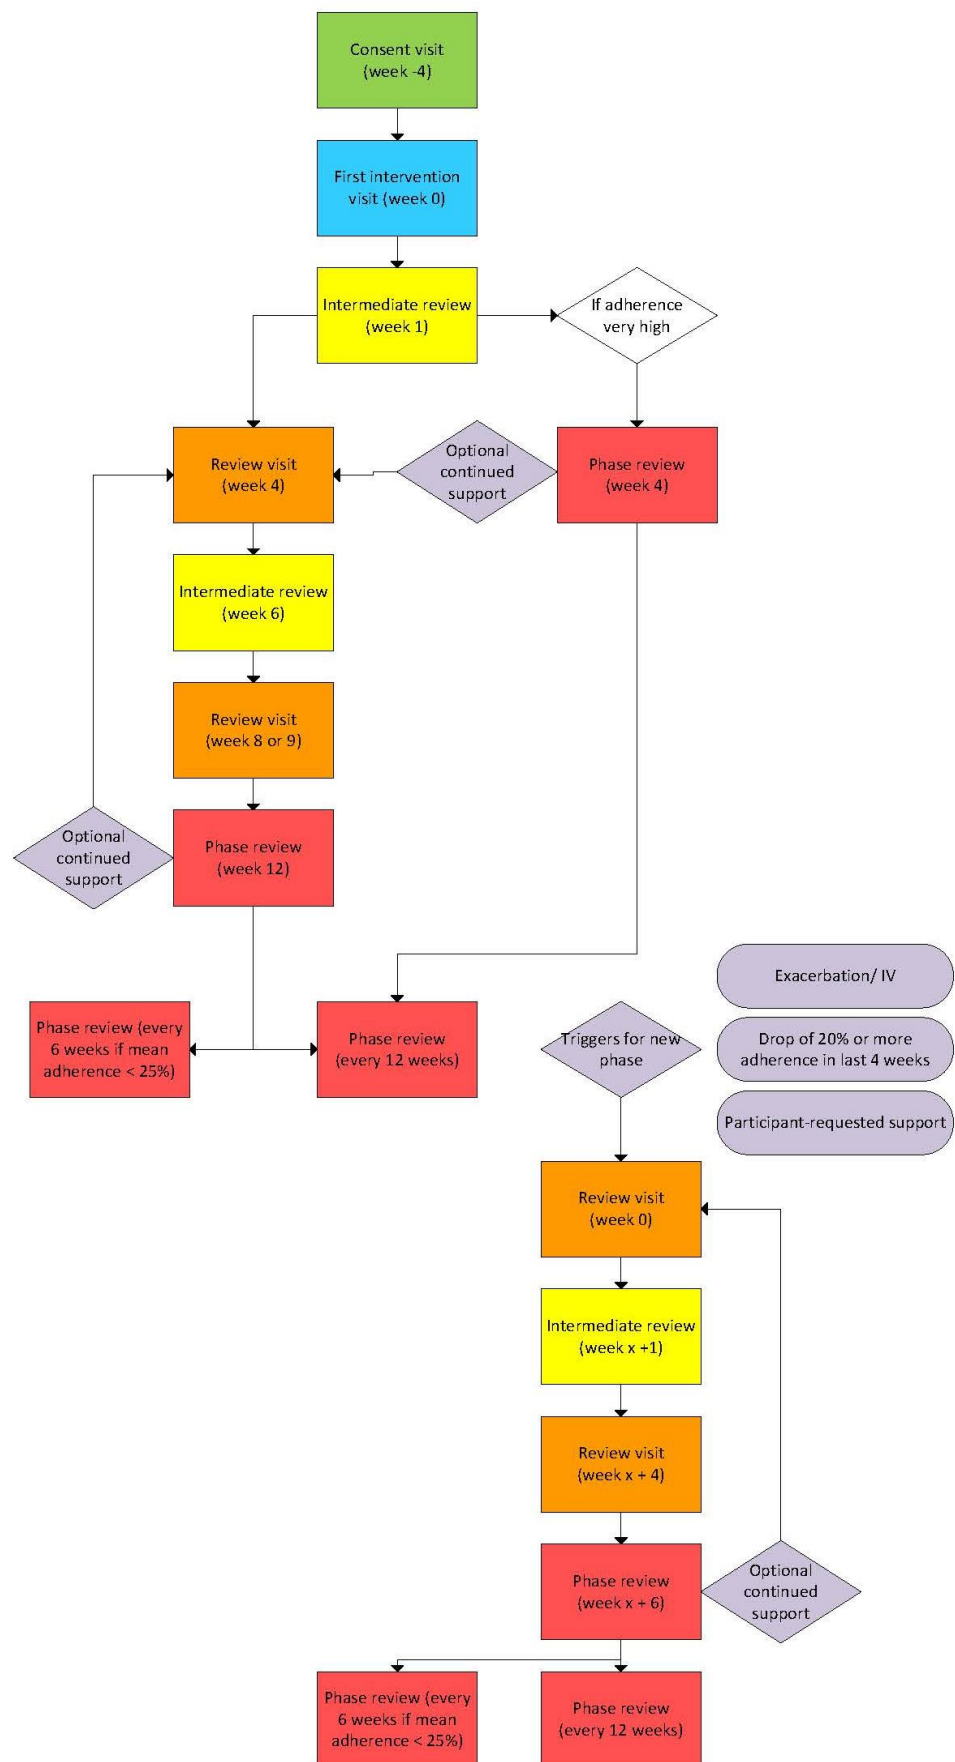 Consent visit
(week -4)
First intervention
visit (week 0)
Intermediate review
(week 1)
If adherence
very high
Review visit
(week 4)
Optional
continued
support
Phase review
(week 4)
Intermediate review
(week 6)
Review visit
(week 8 or 9)
Optional
continued
support
Phase review
(week 12)
Phase review (every
6 weeks if mean
adherence < 25%)
Phase review
(every 12 weeks)
Triggers for new
phase
Exacerbation/ IV
Drop of 20% or more
adherence in last 4 weeks
Participant-requested support
Review visit
(week 0)
Intermediate review
(week x +1)
Review visit
(week x + 4)
Phase review
(week x + 6)
Optional
continued
support
Phase review (every
6 weeks if mean
adherence < 25%)
Phase review
(every 12 weeks)